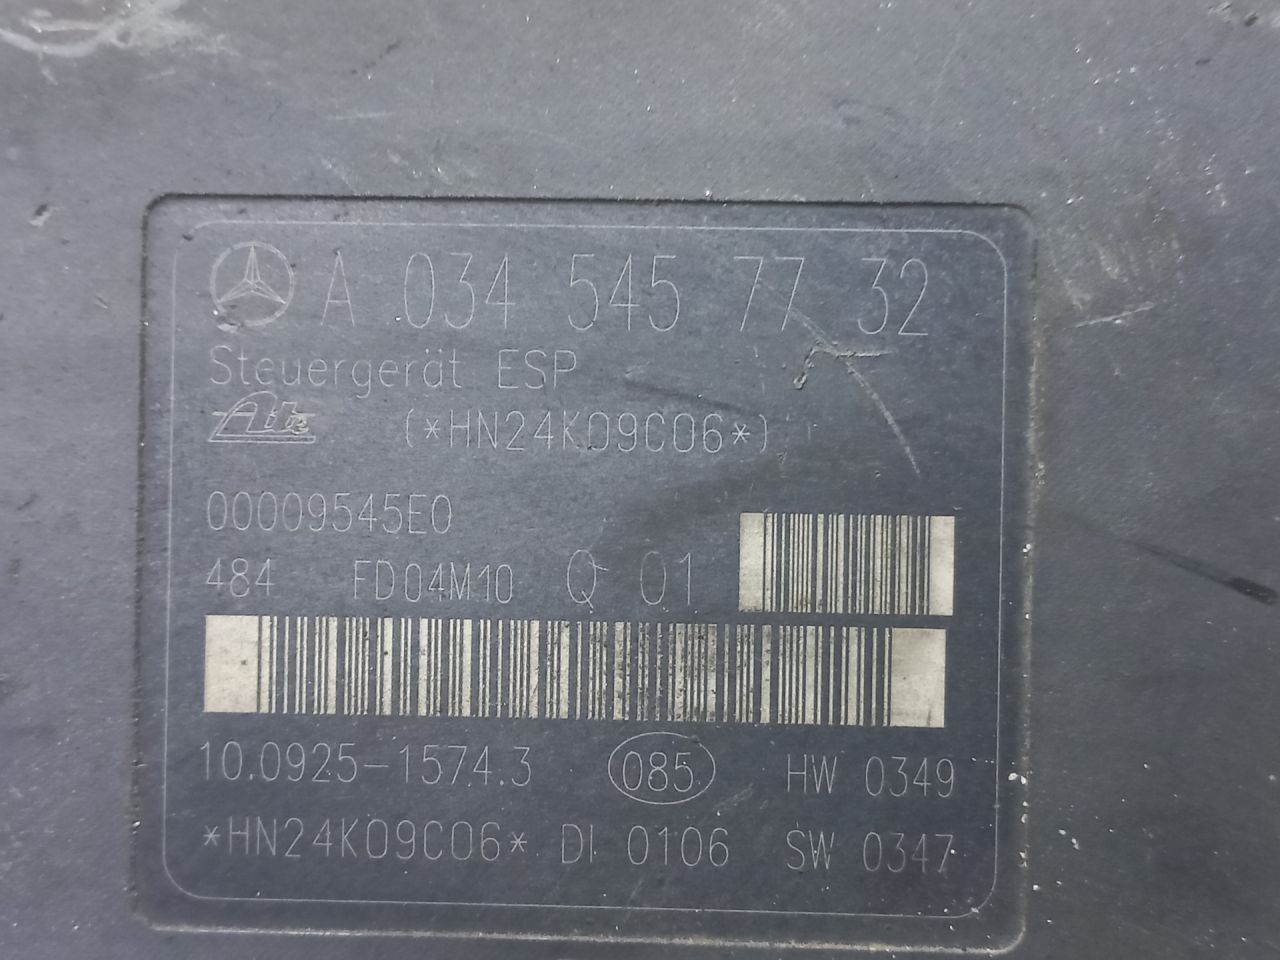 A 034 545 77 32
Steuergerät ESP
Ate (*HN24K09C06*)
00009545E0
484 FD04M10 Q 01
10.0925-1574.3 085 HW 0349
*HN24K09C06* DI 0106 SW 0347